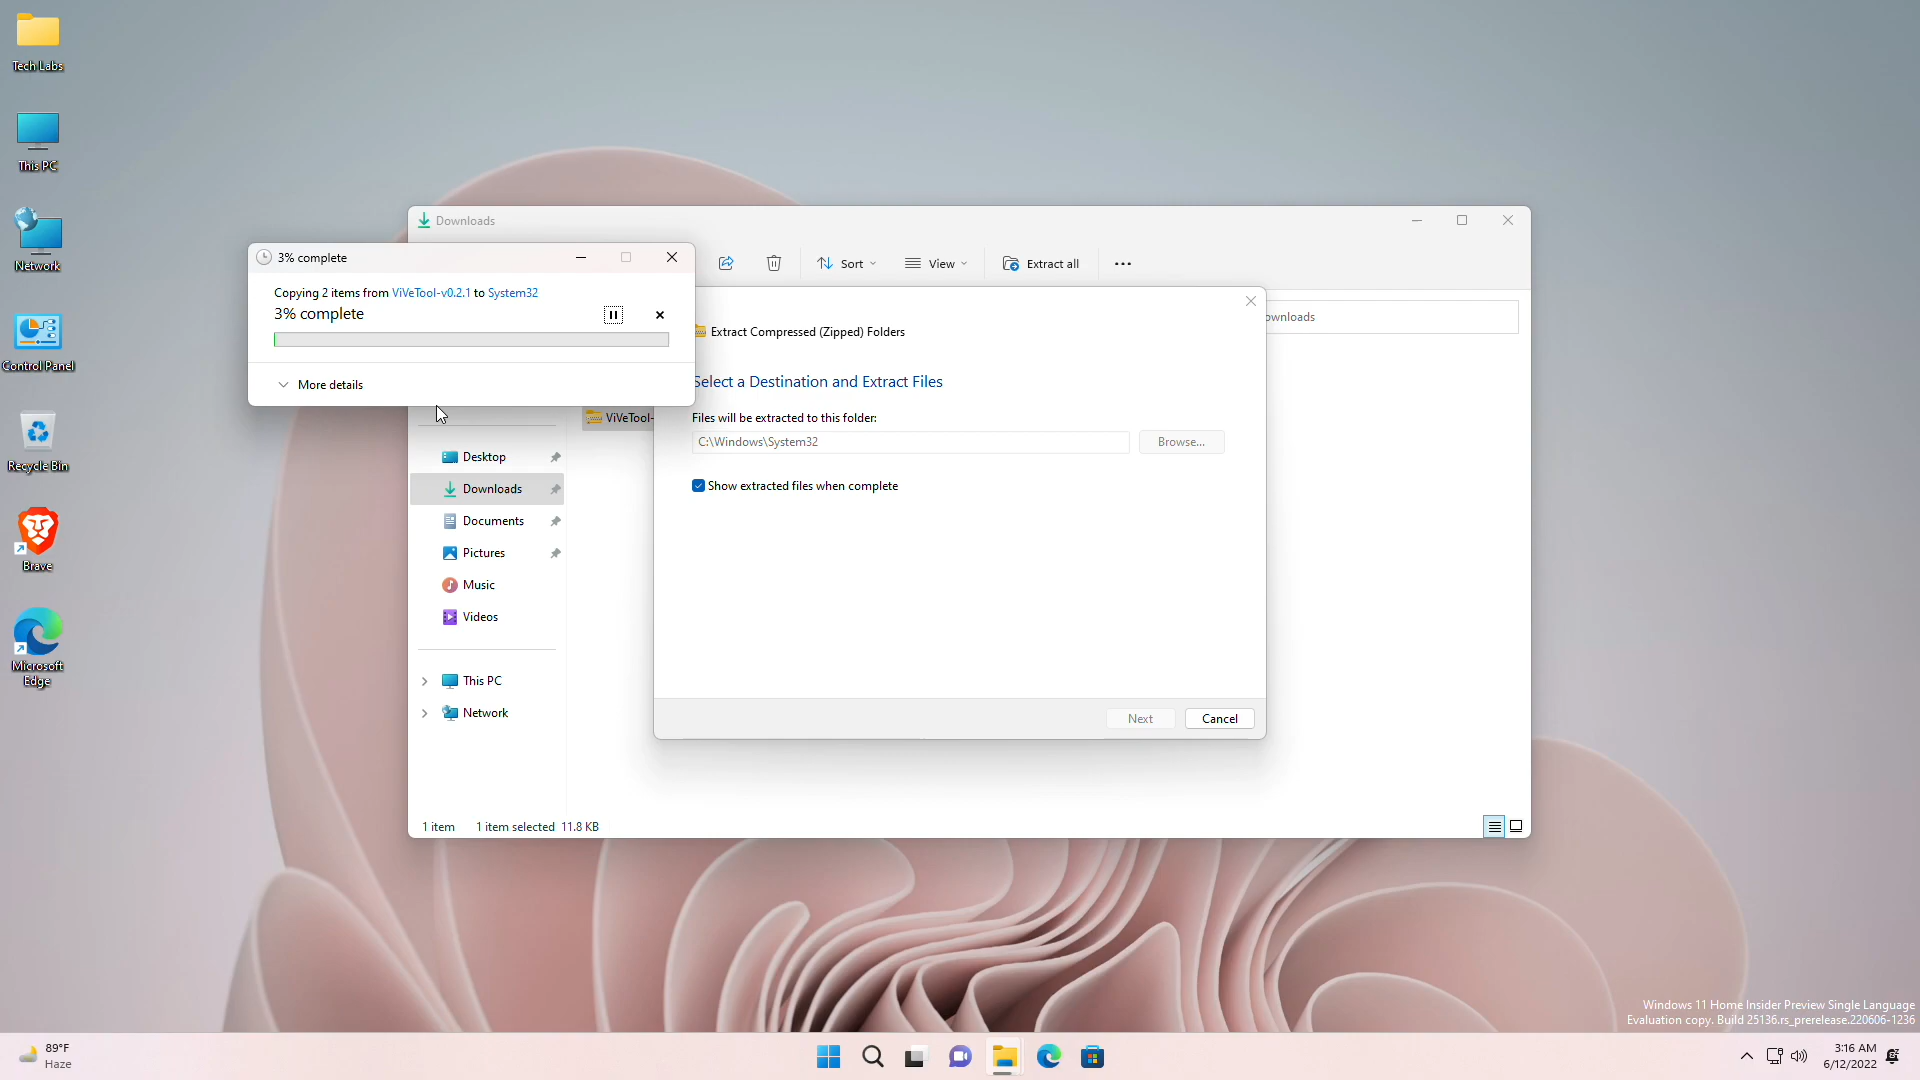 Tech Labs
This PC
Network
Control Panel
Recycle Bin
Brave
Microsoft
Edge
Downloads
Sort
View
Extract all
3% complete
Copying 2 items from ViVeTool-v0.2.1 to System32
3% complete
More details
ownloads
Extract Compressed (Zipped) Folders
Select a Destination and Extract Files
Files will be extracted to this folder:
C:\Windows\System32
Browse...
Show extracted files when complete
Next
Cancel
ViVeTool-
Desktop
Downloads
Documents
Pictures
Music
Videos
This PC
Network
1 item
1 item selected 11.8 KB
Windows 11 Home Insider Preview Single Language
Evaluation copy. Build 25136.rs_prerelease.220606-1236
89°F
Haze
3:16 AM
6/12/2022